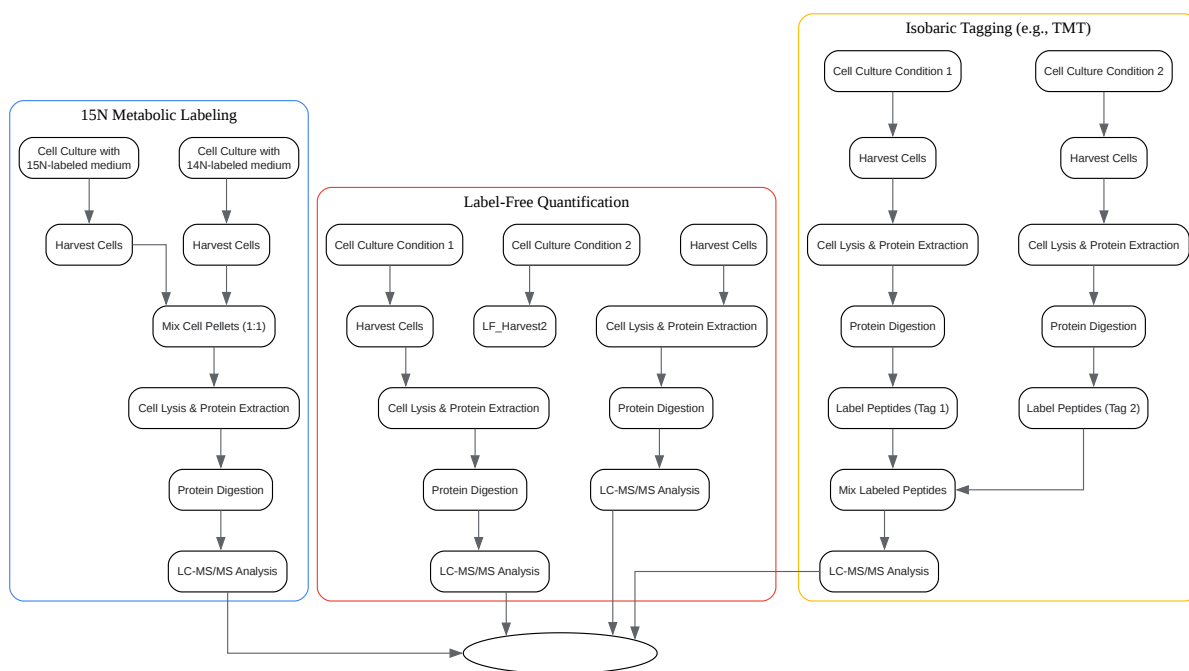 15N Metabolic Labeling
Cell Culture with
15N-labeled medium
Cell Culture with
14N-labeled medium
Harvest Cells
Harvest Cells
Mix Cell Pellets (1:1)
Cell Lysis & Protein Extraction
Protein Digestion
LC-MS/MS Analysis
Label-Free Quantification
Cell Culture Condition 1
Cell Culture Condition 2
Harvest Cells
Harvest Cells
LF_Harvest2
Cell Lysis & Protein Extraction
Cell Lysis & Protein Extraction
Protein Digestion
Protein Digestion
LC-MS/MS Analysis
LC-MS/MS Analysis
Isobaric Tagging (e.g., TMT)
Cell Culture Condition 1
Cell Culture Condition 2
Harvest Cells
Harvest Cells
Cell Lysis & Protein Extraction
Cell Lysis & Protein Extraction
Protein Digestion
Protein Digestion
Label Peptides (Tag 1)
Label Peptides (Tag 2)
Mix Labeled Peptides
LC-MS/MS Analysis